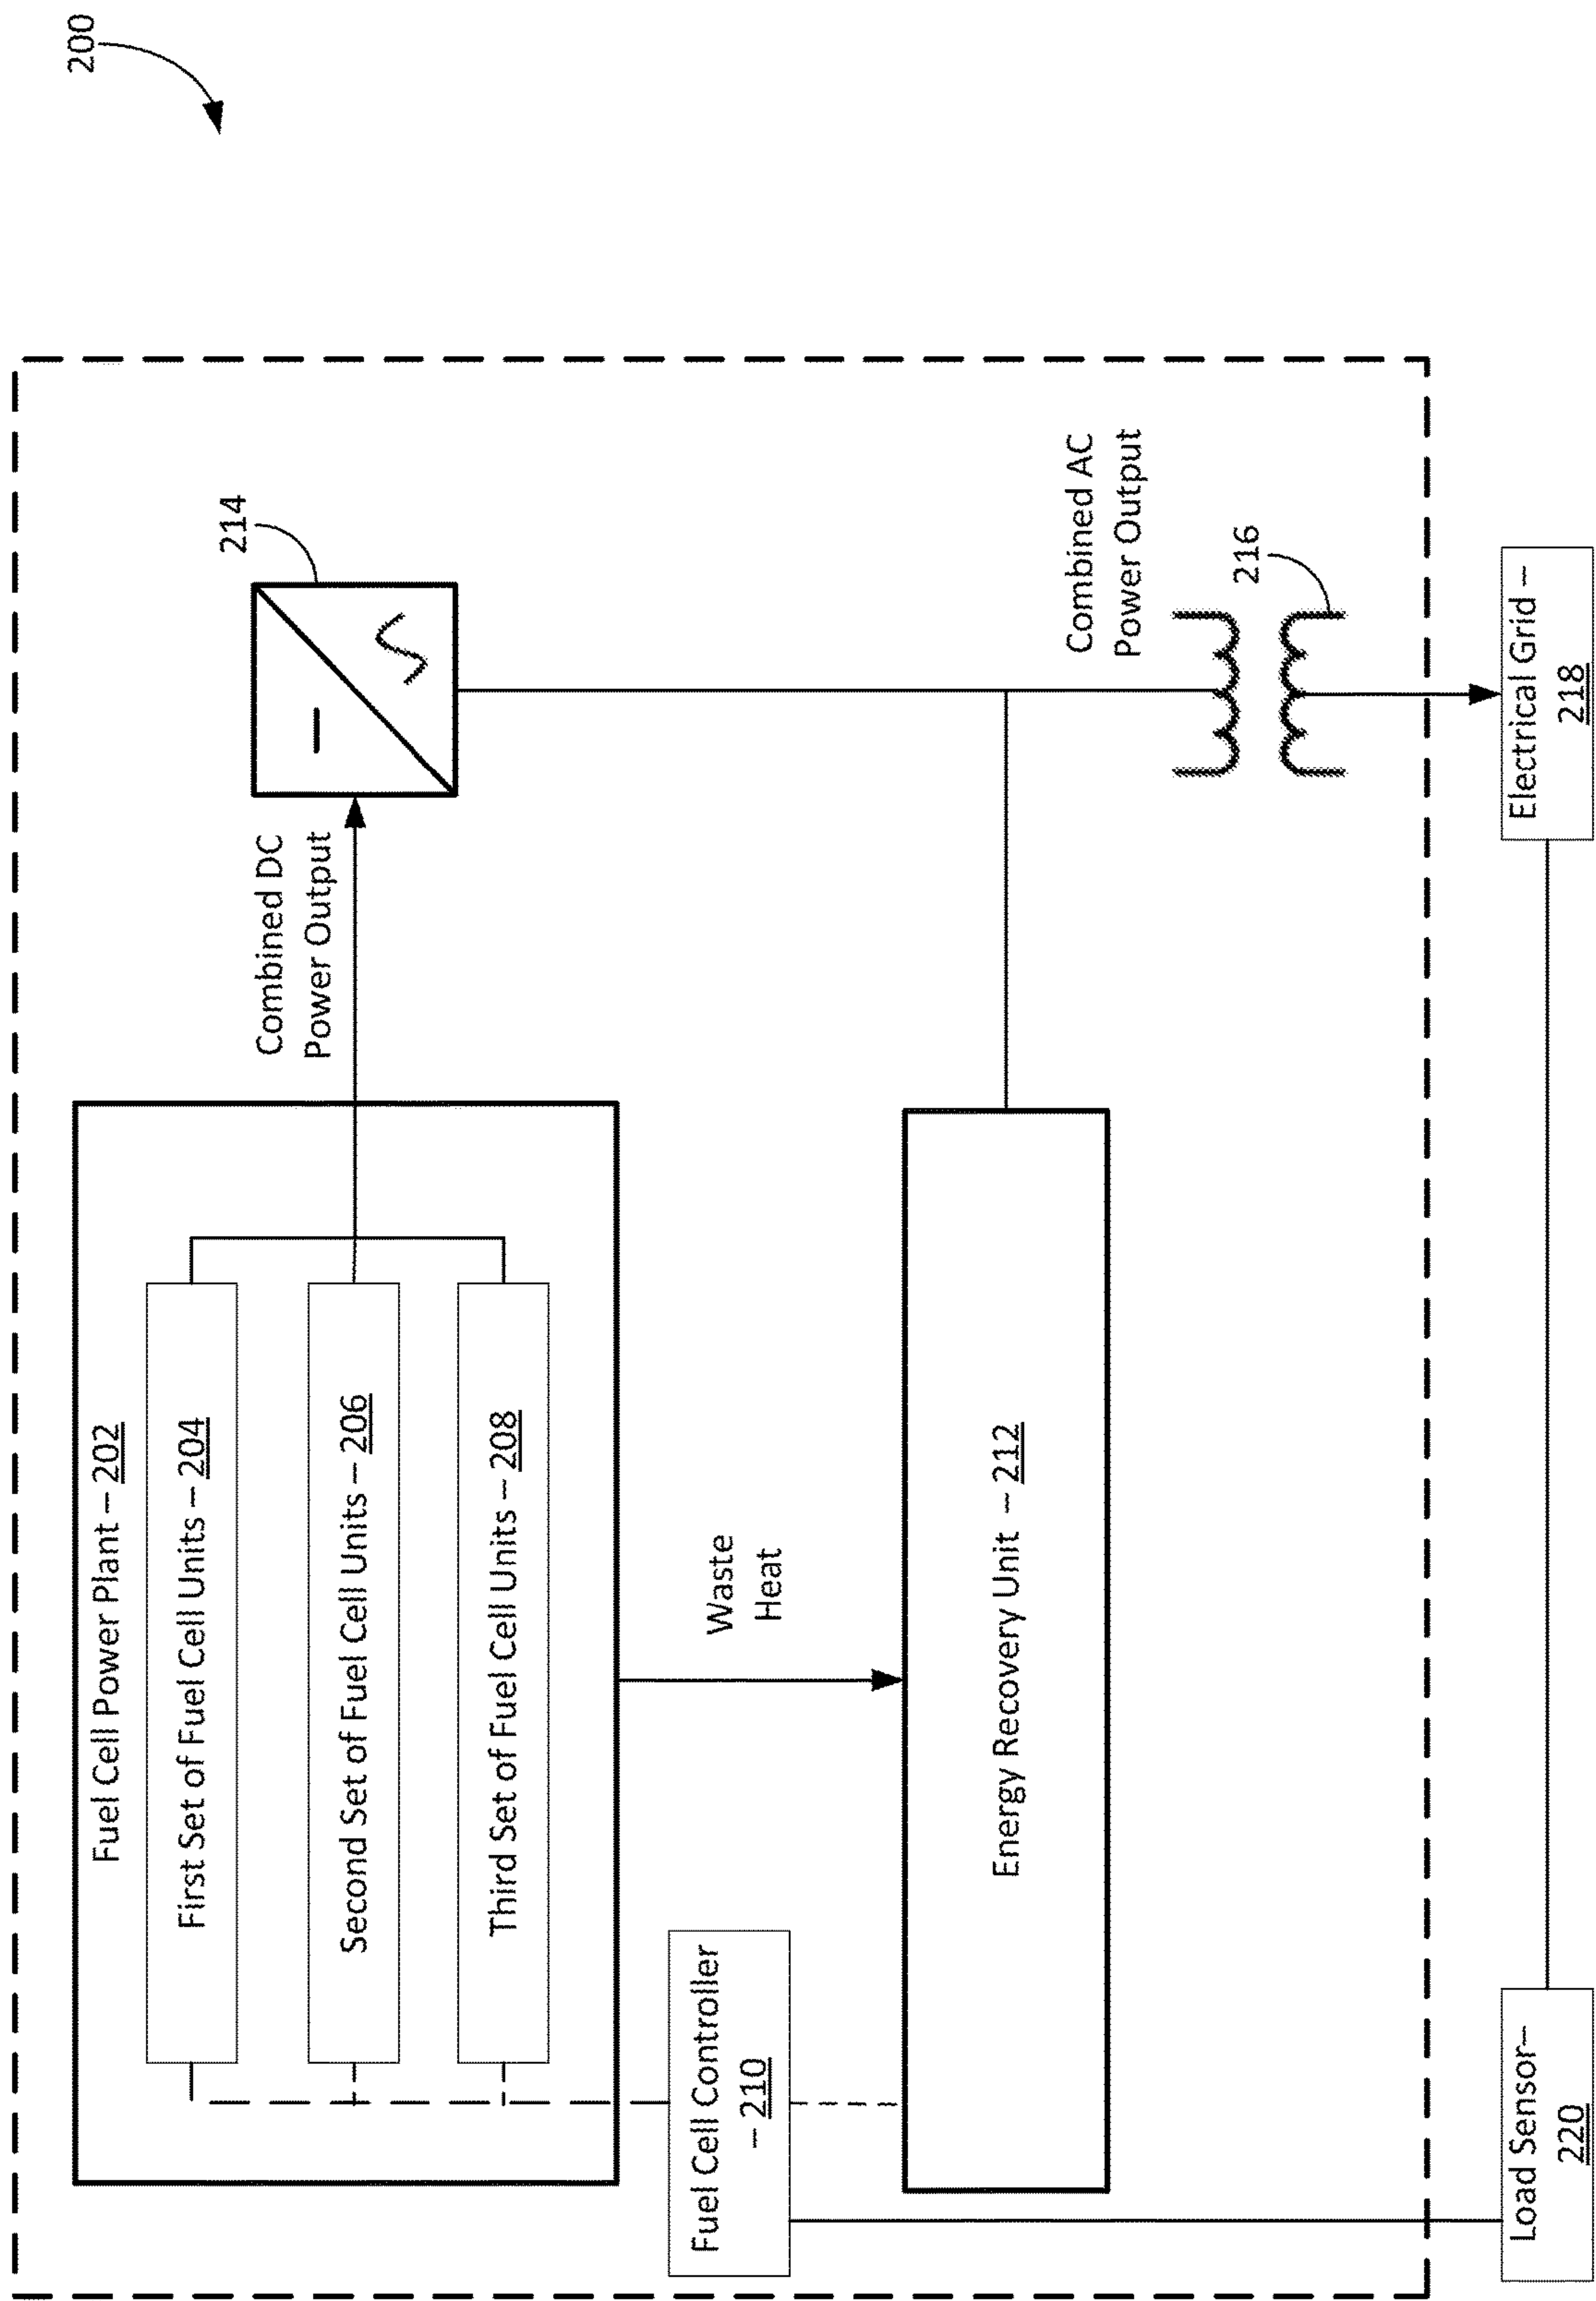 200
Fuel Cell Power Plant – 202
First Set of Fuel Cell Units – 204
Second Set of Fuel Cell Units – 206
Third Set of Fuel Cell Units – 208
Combined DC
Power Output
214
Waste
Heat
Fuel Cell Controller
– 210
Energy Recovery Unit – 212
Combined AC
Power Output
216
Load Sensor–
220
Electrical Grid –
218